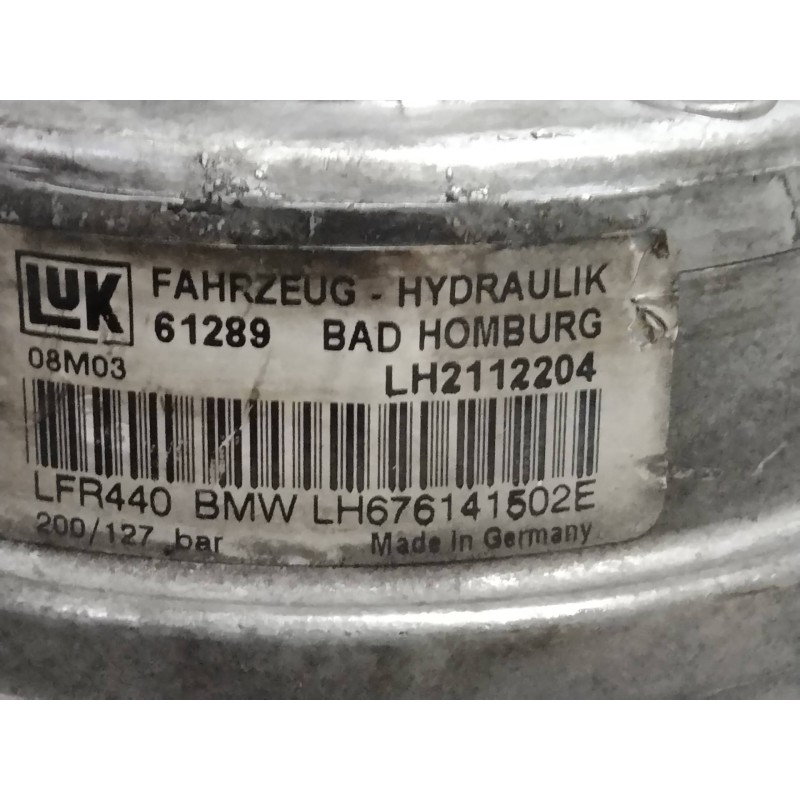 LUK FAHRZEUG - HYDRAULIK
61289 BAD HOMBURG
08M03 LH2112204
LFR440 BMW LH676141502E
200/127 bar Made in Germany